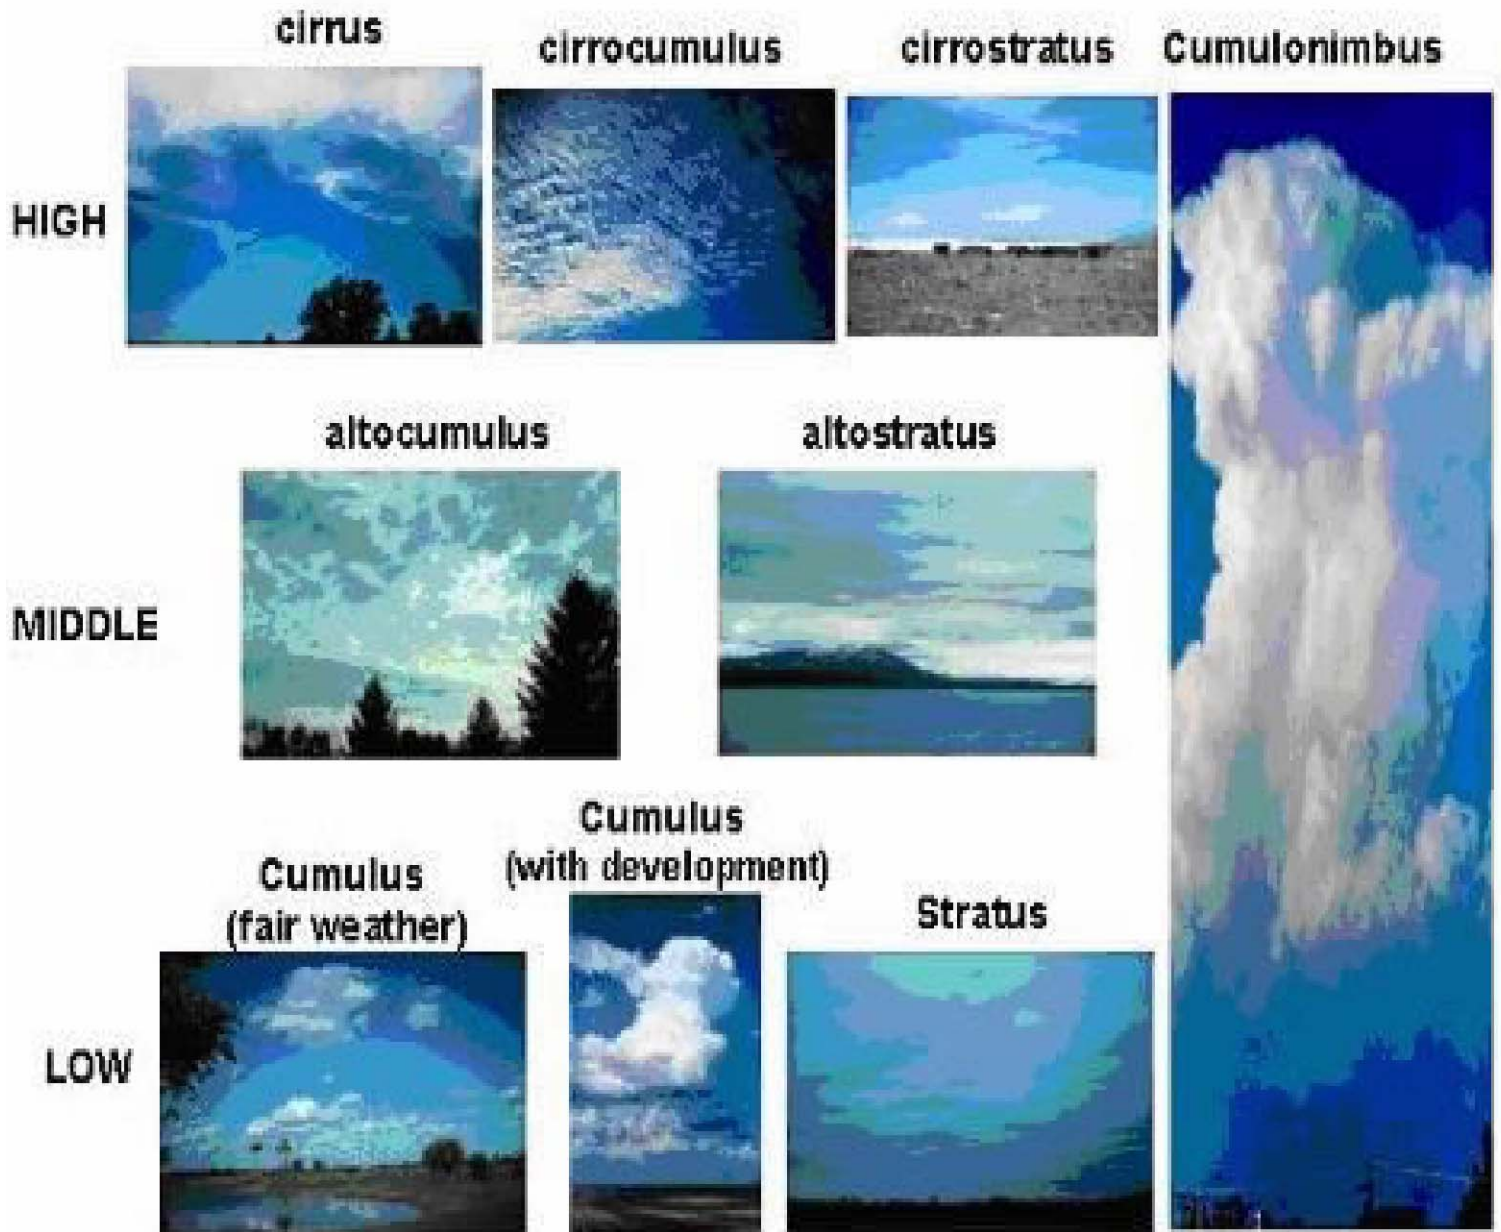 cirrus
cirrocumulus
cirrostratus
Cumulonimbus
HIGH
altocumulus
altostratus
MIDDLE
Cumulus
(fair weather)
Cumulus
(with development)
Stratus
LOW